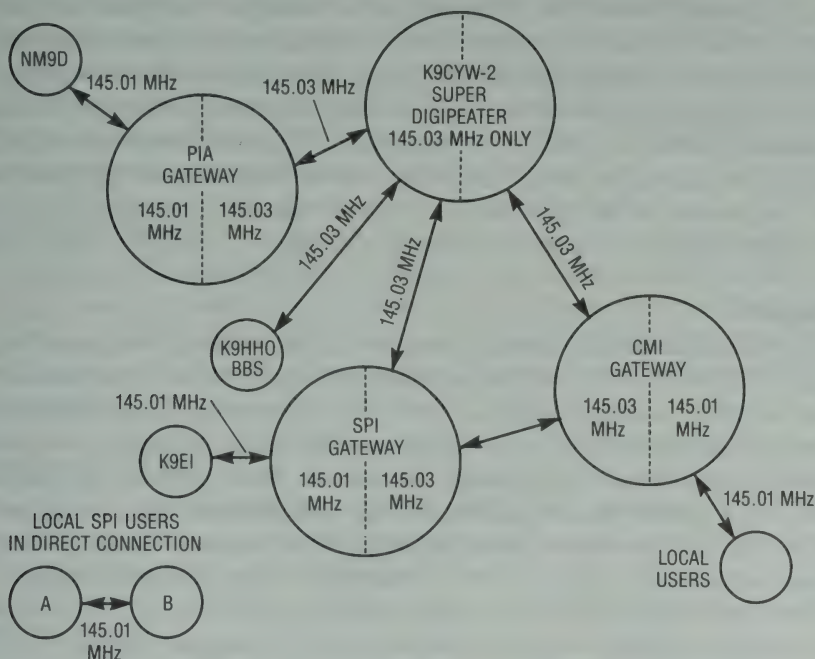 NM9D
145.01 MHz
145.03 MHz
K9CYW-2
SUPER
DIGIPEATER
145.03 MHz ONLY
PIA
GATEWAY
145.01
MHz
145.03
MHz
145.03 MHz
145.03 MHz
145.03 MHz
K9HHO
BBS
CMI
GATEWAY
145.03
MHz
145.01
MHz
145.01 MHz
SPI
GATEWAY
145.01
MHz
145.03
MHz
K9EI
145.01 MHz
LOCAL
USERS
LOCAL SPI USERS
IN DIRECT CONNECTION
A
B
145.01
MHz